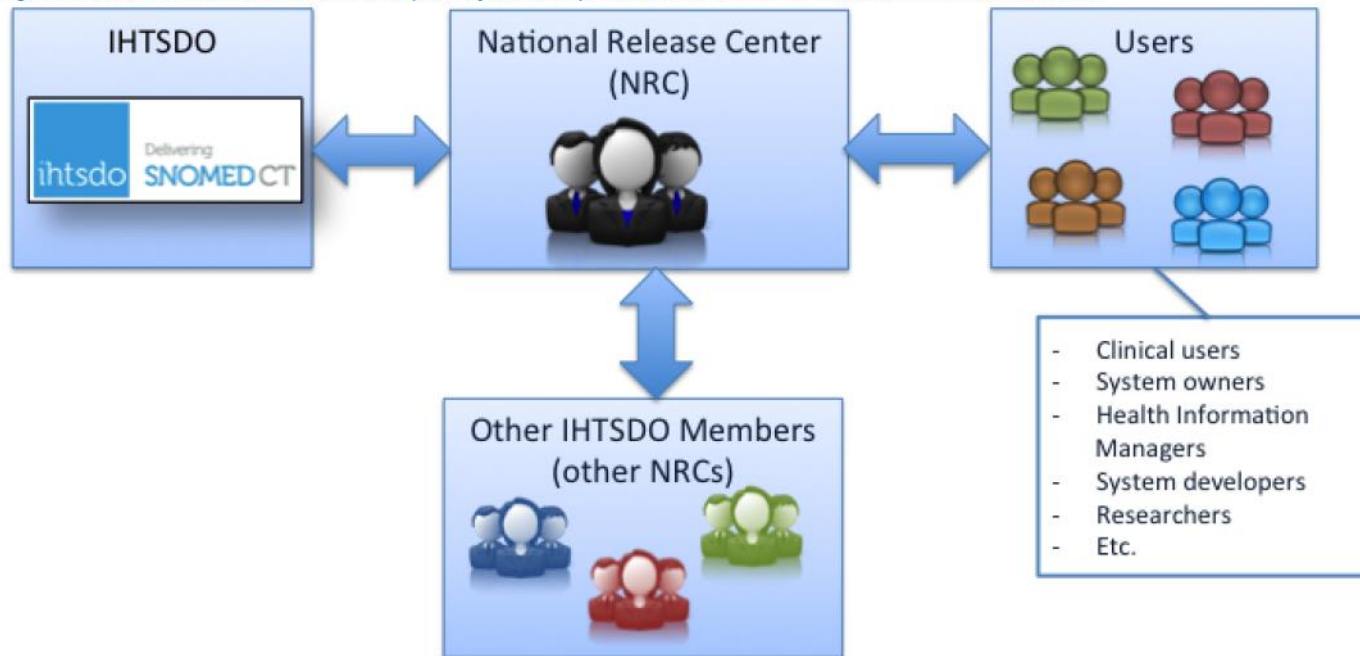 IHTSDO
ihtsdo
Delivering
SNOMED CT
National Release Center
(NRC)
Users
Other IHTSDO Members
(other NRCs)
- Clinical users
- System owners
- Health Information
Managers
- System developers
- Researchers
- Etc.